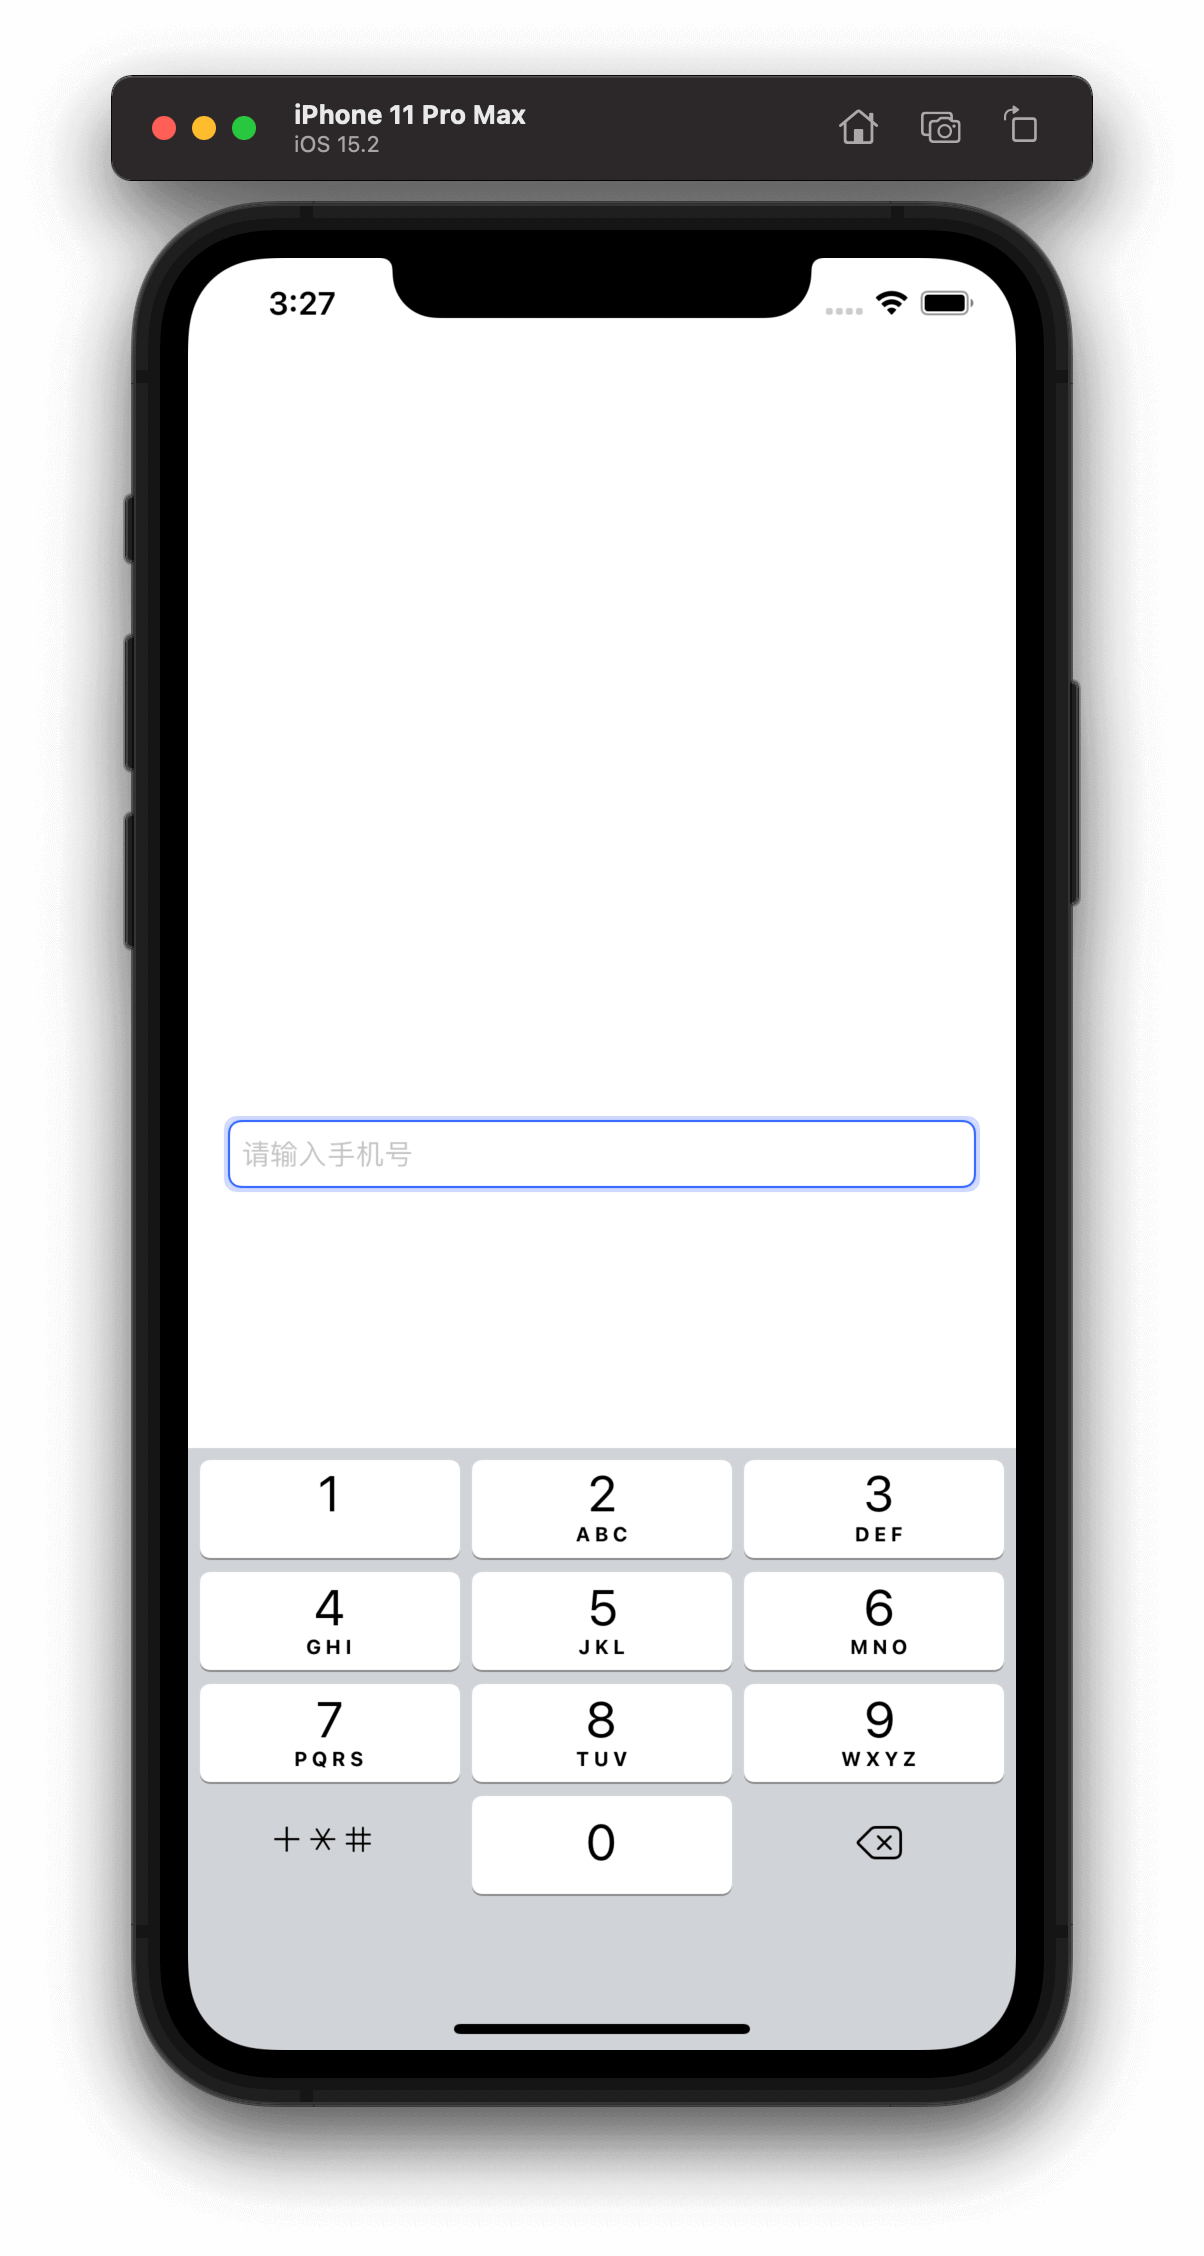 iPhone 11 Pro Max
iOS 15.2
3:27
请输入手机号
1
2
ABC
3
DEF
4
GHI
5
JKL
6
MNO
7
PQRS
8
TUV
9
WXYZ
+*#
0